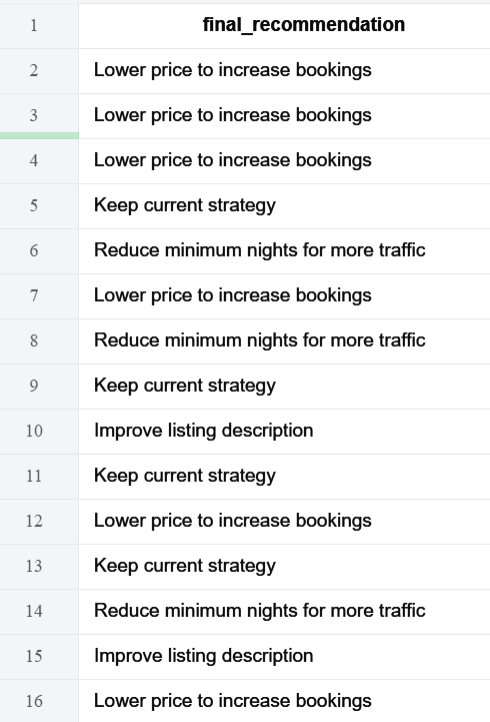 1 final_recommendation
2 Lower price to increase bookings
3 Lower price to increase bookings
4 Lower price to increase bookings
5 Keep current strategy
6 Reduce minimum nights for more traffic
7 Lower price to increase bookings
8 Reduce minimum nights for more traffic
9 Keep current strategy
10 Improve listing description
11 Keep current strategy
12 Lower price to increase bookings
13 Keep current strategy
14 Reduce minimum nights for more traffic
15 Improve listing description
16 Lower price to increase bookings